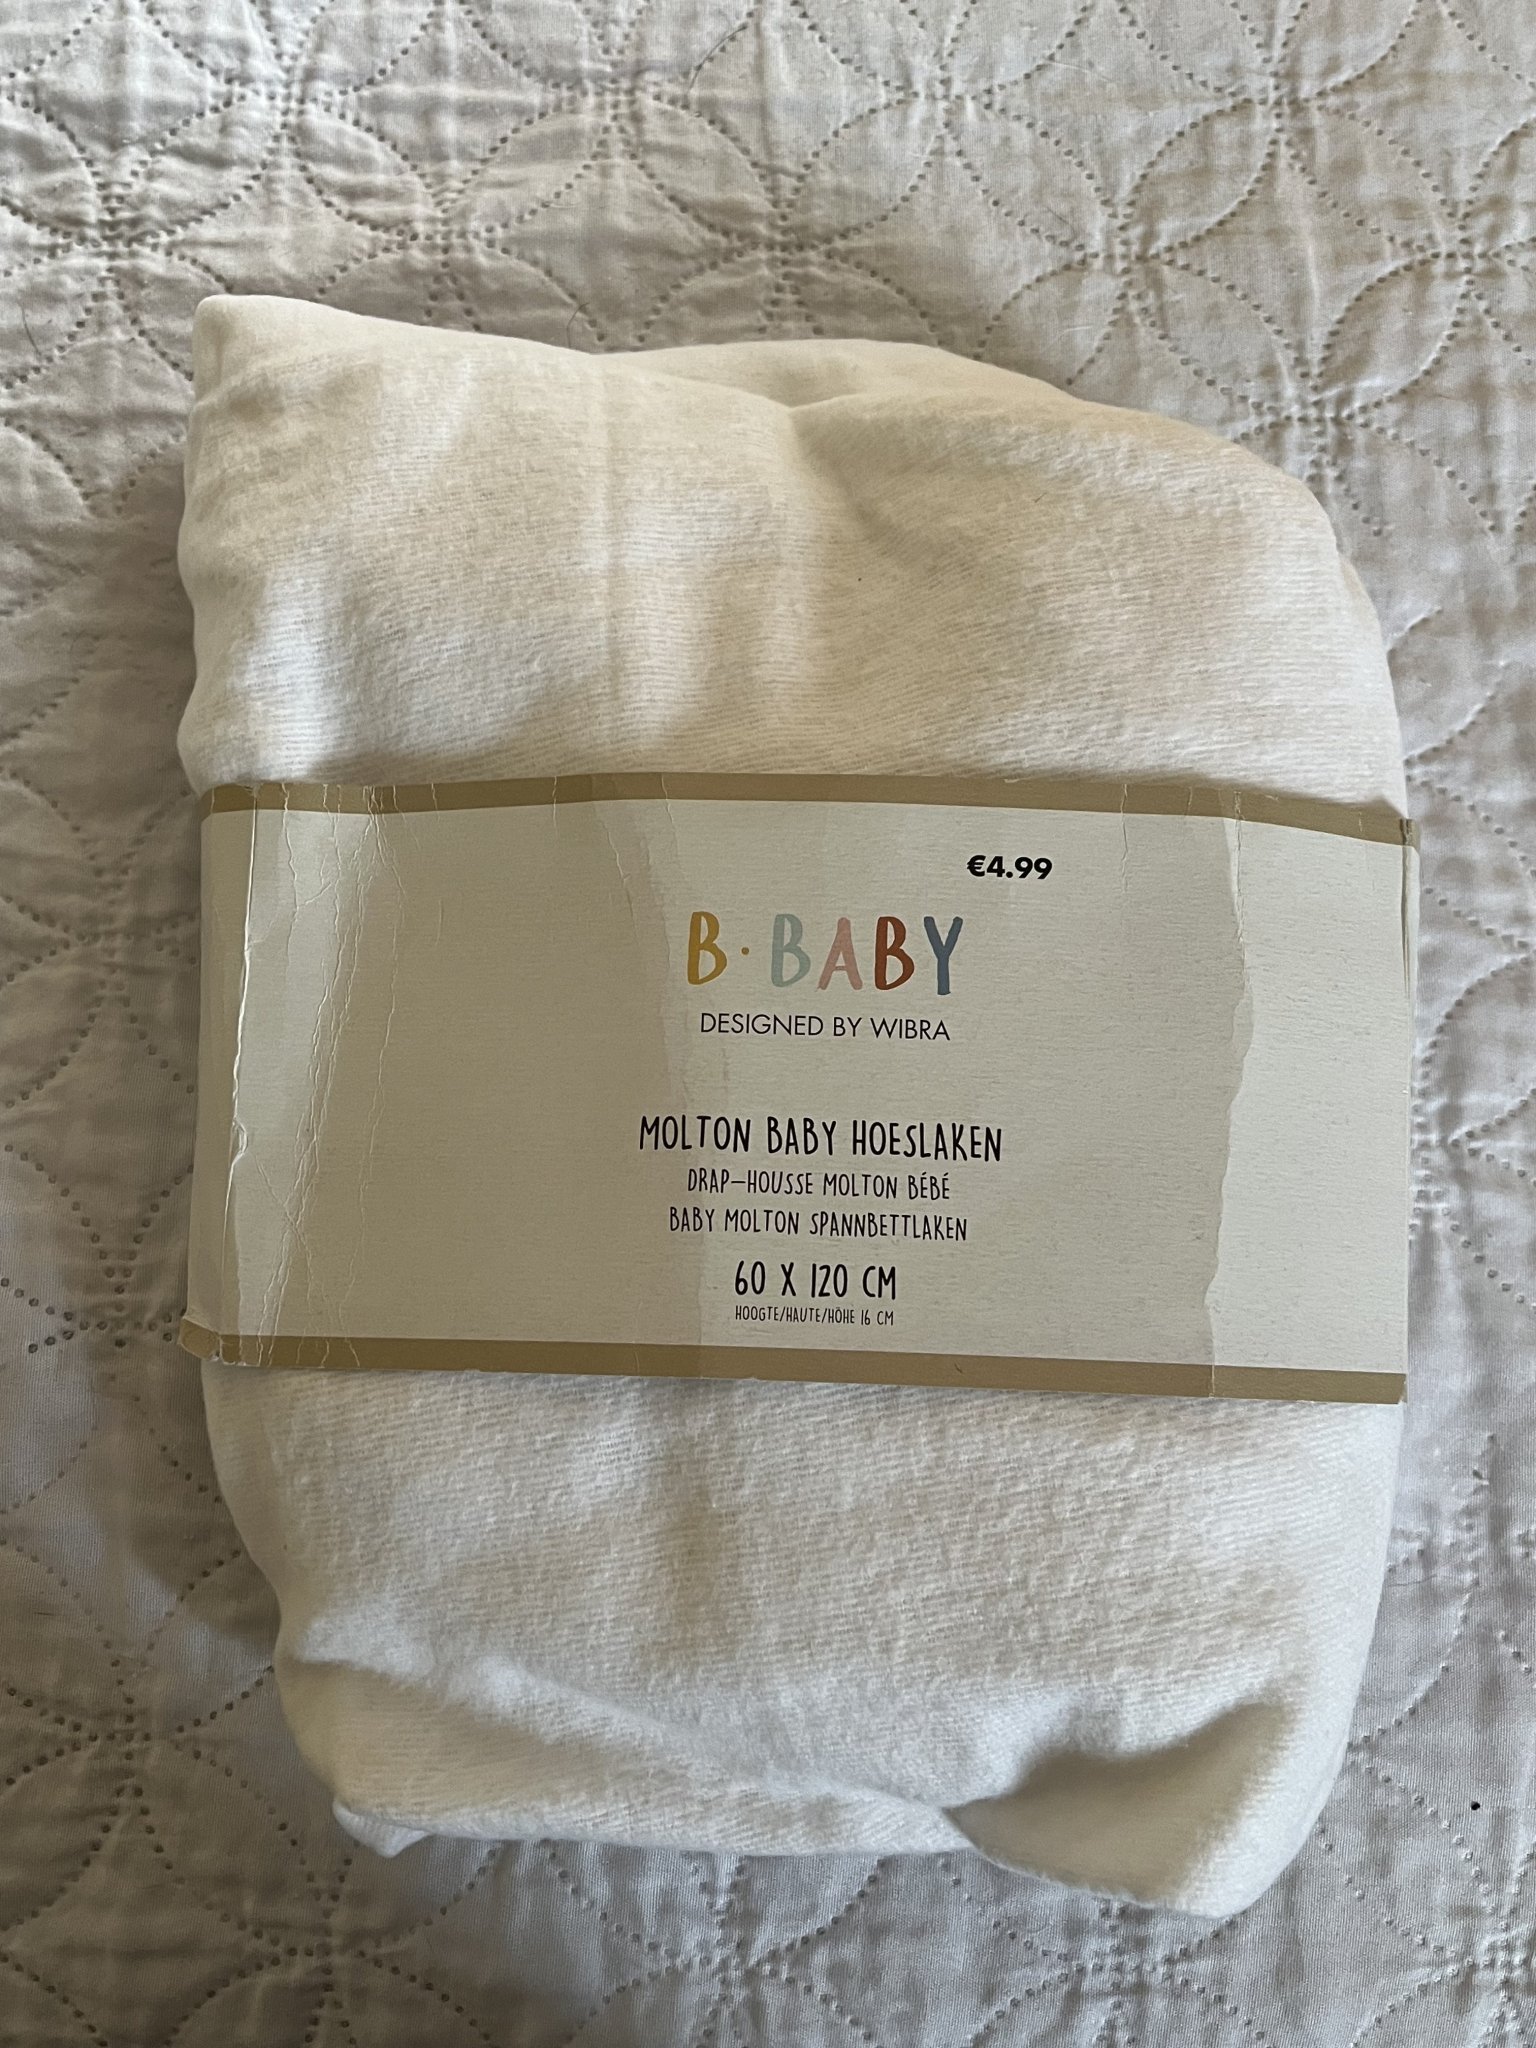 €4.99
B·BABY
DESIGNED BY WIBRA
MOLTON BABY HOESLAKEN
DRAP-HOUSSE MOLTON BÉBÉ
BABY MOLTON SPANNBETTLAKEN
60 X 120 CM
HOOGTE/HAUTE/HÖHE 16 CM